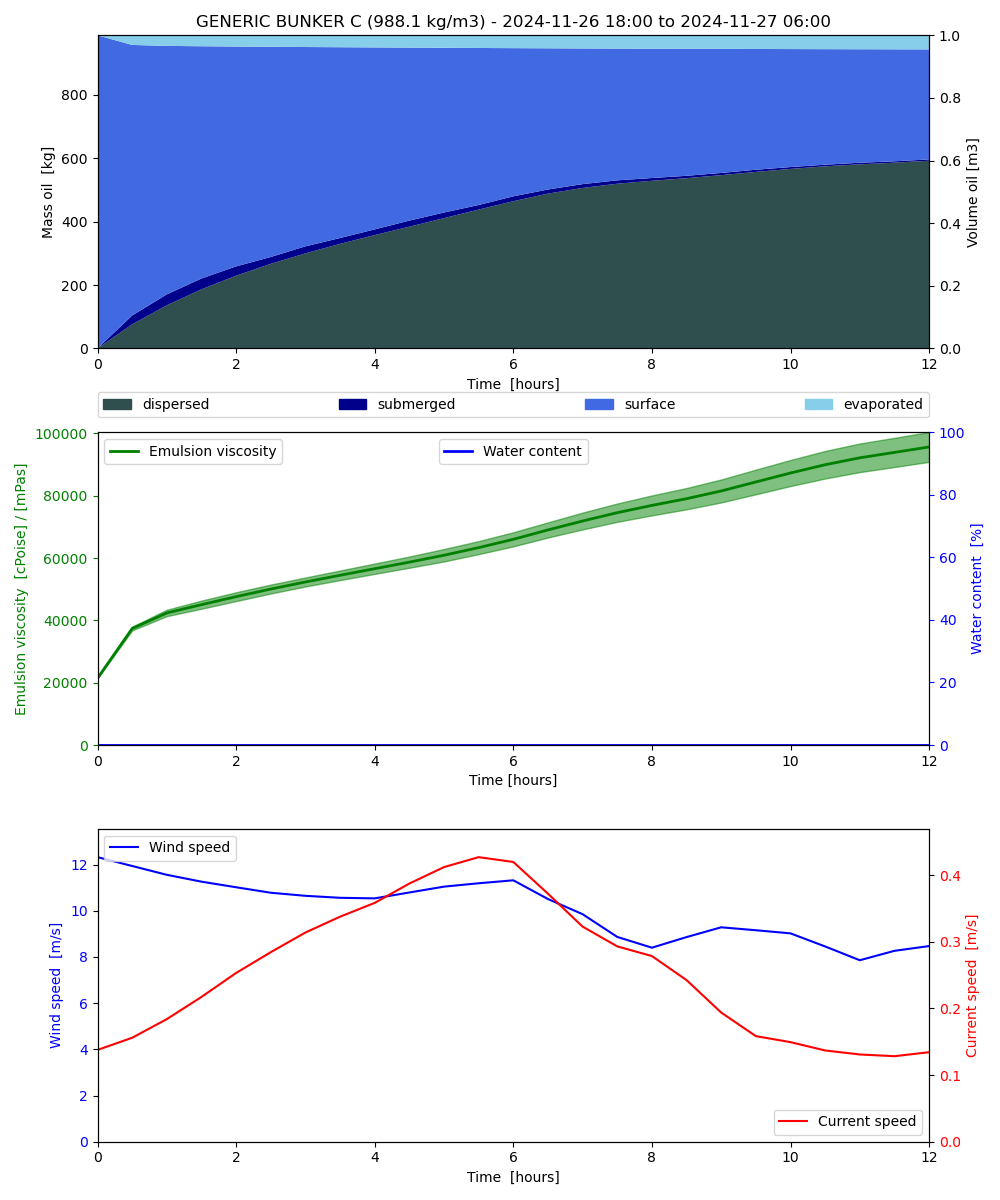 GENERIC BUNKER C (988.1 kg/m3) - 2024-11-26 18:00 to 2024-11-27 06:00
Mass oil [kg]
800
600
400
200
0
1.0
0.8
0.6
0.4
0.2
0.0
Volume oil [m3]
0 2 4 6 8 10 12
Time [hours]
dispersed submerged surface evaporated
Emulsion viscosity [cPoise] / [mPas]
100000
80000
60000
40000
20000
0
Emulsion viscosity Water content
100
80
60
40
20
0
Water content [%]
0 2 4 6 8 10 12
Time [hours]
Wind speed [m/s]
12
10
8
6
4
2
0
Wind speed
0.4
0.3
0.2
0.1
0.0
Current speed [m/s]
Current speed
0 2 4 6 8 10 12
Time [hours]